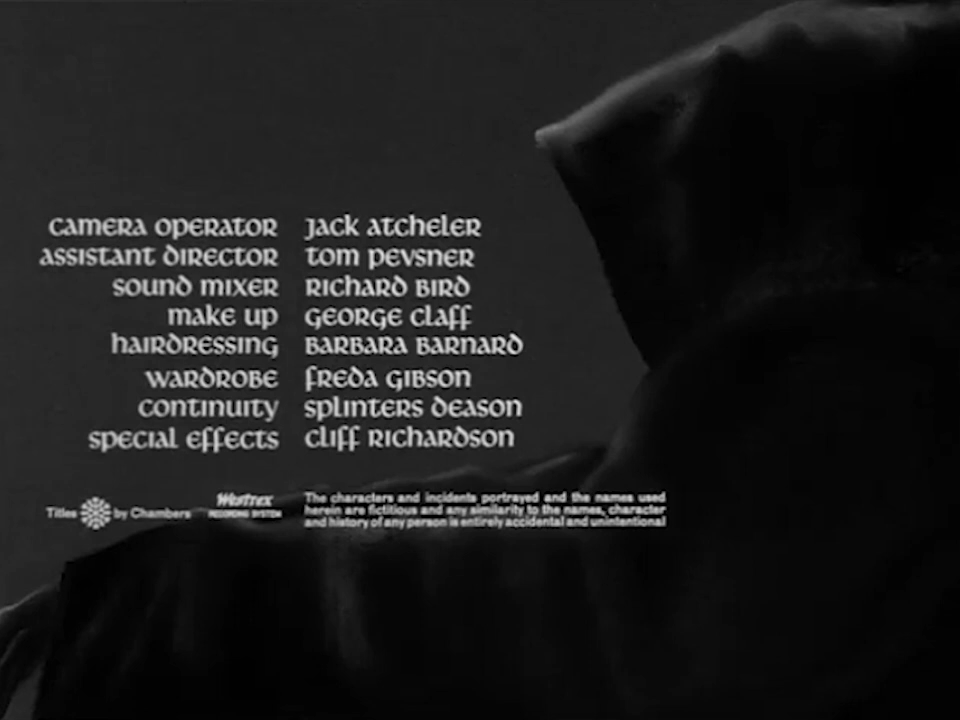 camera operator jack atcheler
assistant director tom pevsner
sound mixer richard bird
make up george claff
hairdressing barbara barnard
wardrobe freda gibson
continuity splinters deason
special effects cliff richardson
Titles by Chambers
Westrex
RECORDING SYSTEM
The characters and incidents portrayed and the names used
herein are fictitious and any similarity to the names, character
and history of any person is entirely accidental and unintentional